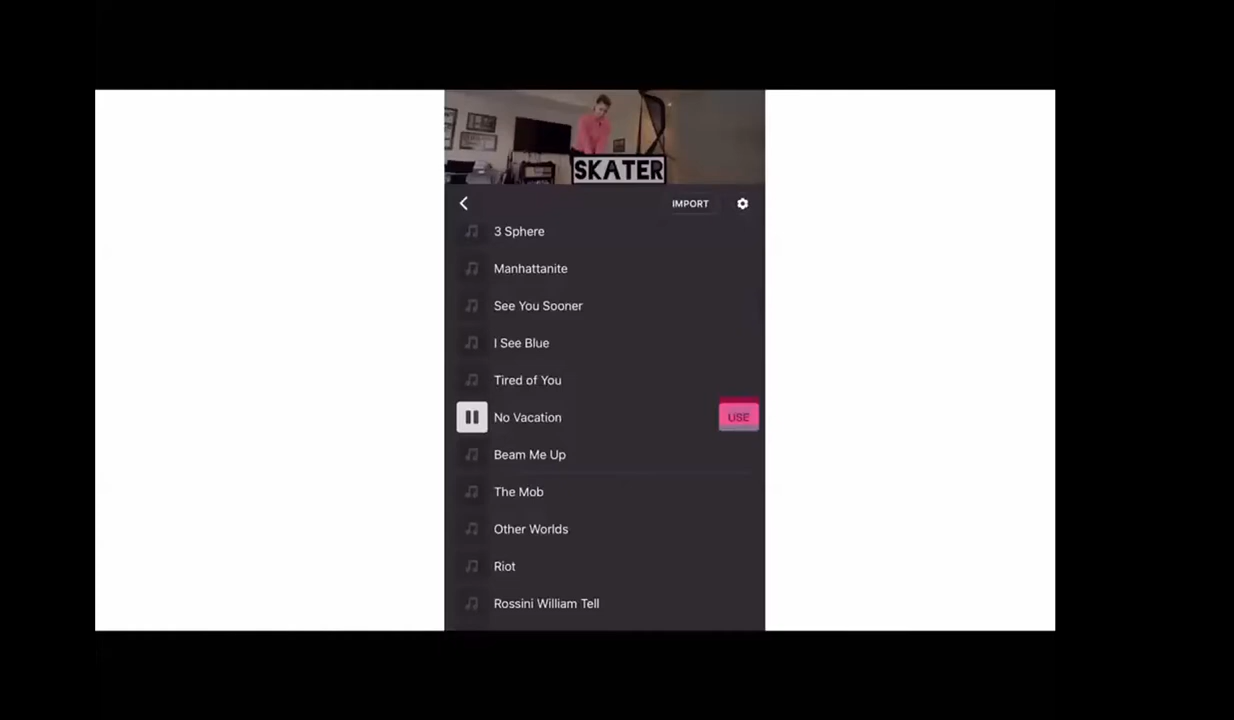 SKATER
IMPORT
3 Sphere
Manhattanite
See You Sooner
I See Blue
Tired of You
No Vacation
USE
Beam Me Up
The Mob
Other Worlds
Riot
Rossini William Tell